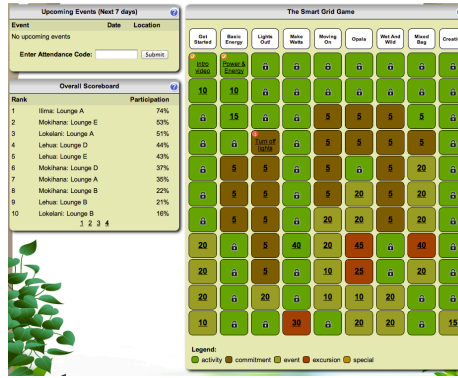 Upcoming Events (Next 7 days)
Event Date Location
No upcoming events
Enter Attendance Code: Submit
Overall Scoreboard
Rank Participation
1 Ilima: Lounge A 74%
2 Mokihana: Lounge E 53%
3 Lokelani: Lounge A 51%
4 Lehua: Lounge D 44%
5 Lehua: Lounge E 43%
6 Mokihana: Lounge D 37%
7 Mokihana: Lounge A 35%
8 Mokihana: Lounge B 22%
9 Lehua: Lounge B 21%
10 Lokelani: Lounge B 16%
1 2 3 4
The Smart Grid Game
Get Started Basic Energy Lights Out! Make Watts Moving On Opala Wet And Wild Mixed Bag Creati
Intro video Power & Energy
10 10
15 5 5 5 5
Turn off lights 5 5 5 5
5 5 5 5 20
5 5 5 20 5 20
5 5 20 20 5 20
20 5 40 20 45 40
20 5 10 25 20
20 20 10 10 20 20
10 30 20 20 15
Legend:
activity commitment event excursion special